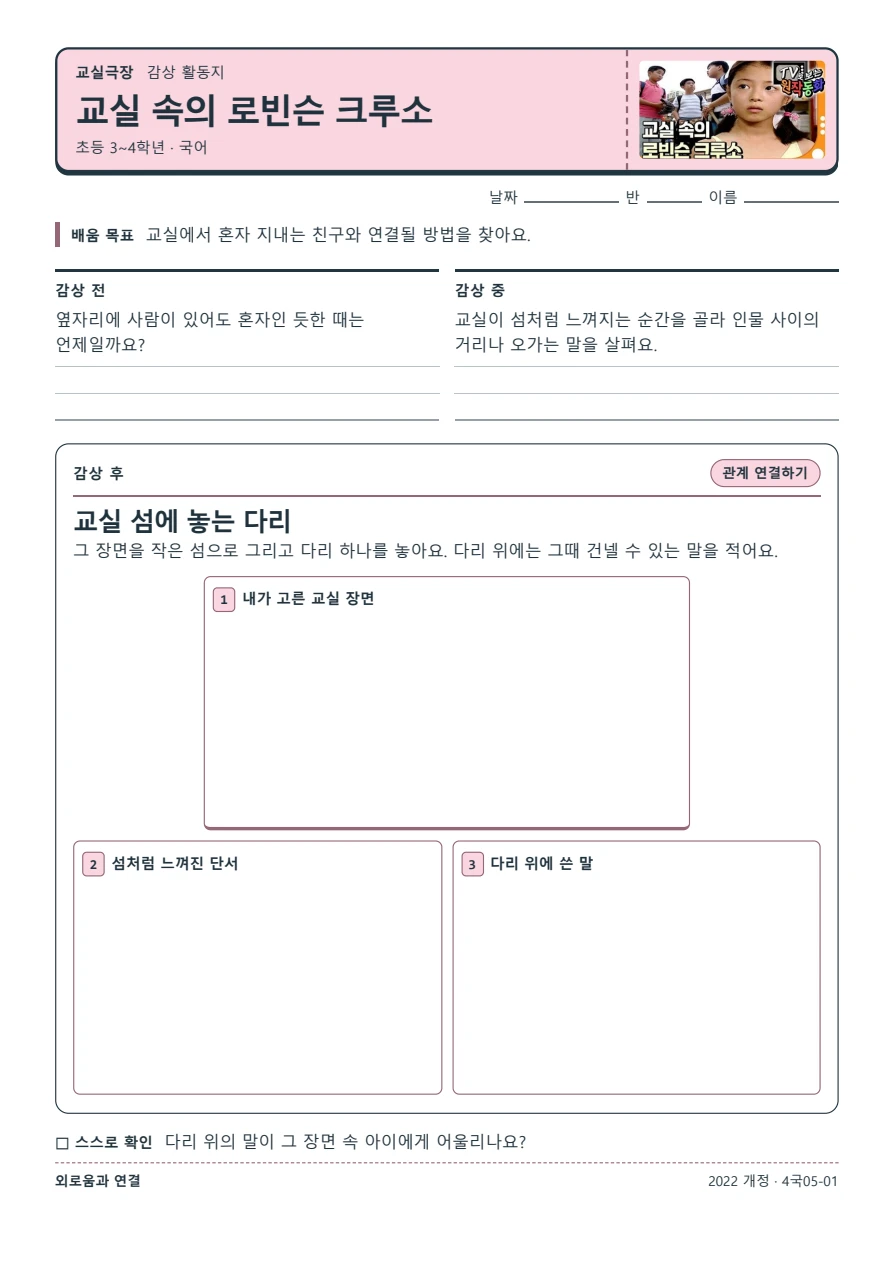 교실극장 감상 활동지
교실 속의 로빈슨 크루소
초등 3~4학년 · 국어
TV로 보는
원작동화
교실 속의
로빈슨 크루소
날짜 반 이름
배움 목표 교실에서 혼자 지내는 친구와 연결될 방법을 찾아요.
감상 전
옆자리에 사람이 있어도 혼자인 듯한 때는
언제일까요?
감상 중
교실이 섬처럼 느껴지는 순간을 골라 인물 사이의
거리나 오가는 말을 살펴요.
감상 후
관계 연결하기
교실 섬에 놓는 다리
그 장면을 작은 섬으로 그리고 다리 하나를 놓아요. 다리 위에는 그때 건넬 수 있는 말을 적어요.
1 내가 고른 교실 장면
2 섬처럼 느껴진 단서
3 다리 위에 쓴 말
□ 스스로 확인 다리 위의 말이 그 장면 속 아이에게 어울리나요?
외로움과 연결
2022 개정 · 4국05-01